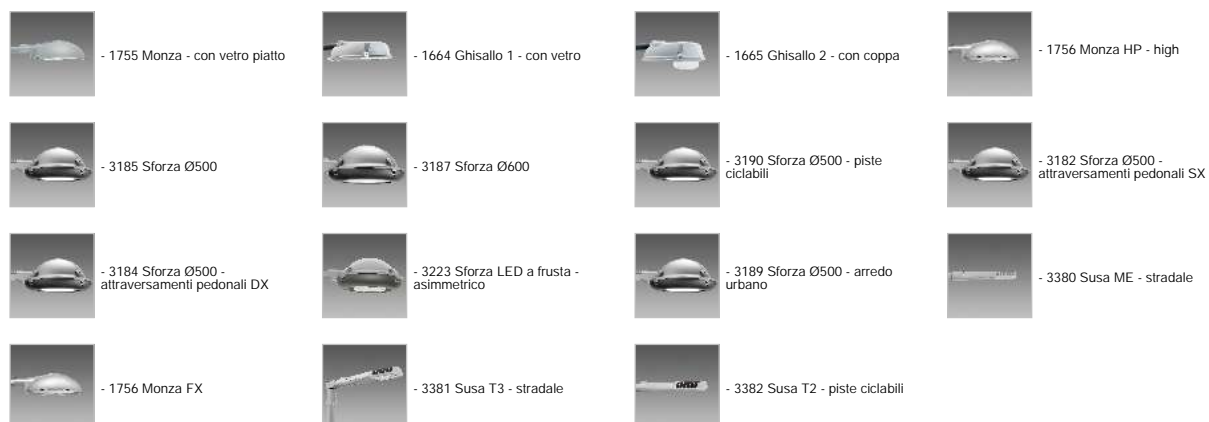 - 1755 Monza - con vetro piatto
- 1664 Ghisallo 1 - con vetro
- 1665 Ghisallo 2 - con coppa
- 1756 Monza HP - high
- 3185 Sforza Ø500
- 3187 Sforza Ø600
- 3190 Sforza Ø500 - piste
ciclabili
- 3182 Sforza Ø500 -
attraversamenti pedonali SX
- 3184 Sforza Ø500 -
attraversamenti pedonali DX
- 3223 Sforza LED a frusta -
asimmetrico
- 3189 Sforza Ø500 - arredo
urbano
- 3380 Susa ME - stradale
- 1756 Monza FX
- 3381 Susa T3 - stradale
- 3382 Susa T2 - piste ciclabili